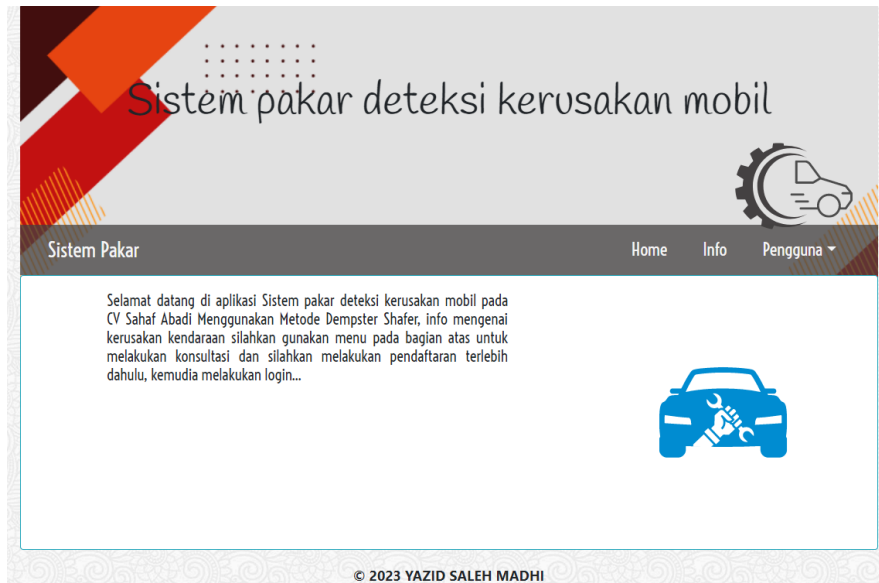 Sistem pakar deteksi kerusakan mobil
Sistem Pakar
Home Info Pengguna
Selamat datang di aplikasi Sistem pakar deteksi kerusakan mobil pada
CV Sahaf Abadi Menggunakan Metode Dempster Shafer, info mengenai
kerusakan kendaraan silahkan gunakan menu pada bagian atas untuk
melakukan konsultasi dan silahkan melakukan pendaftaran terlebih
dahulu, kemudia melakukan login...
© 2023 YAZID SALEH MADHI